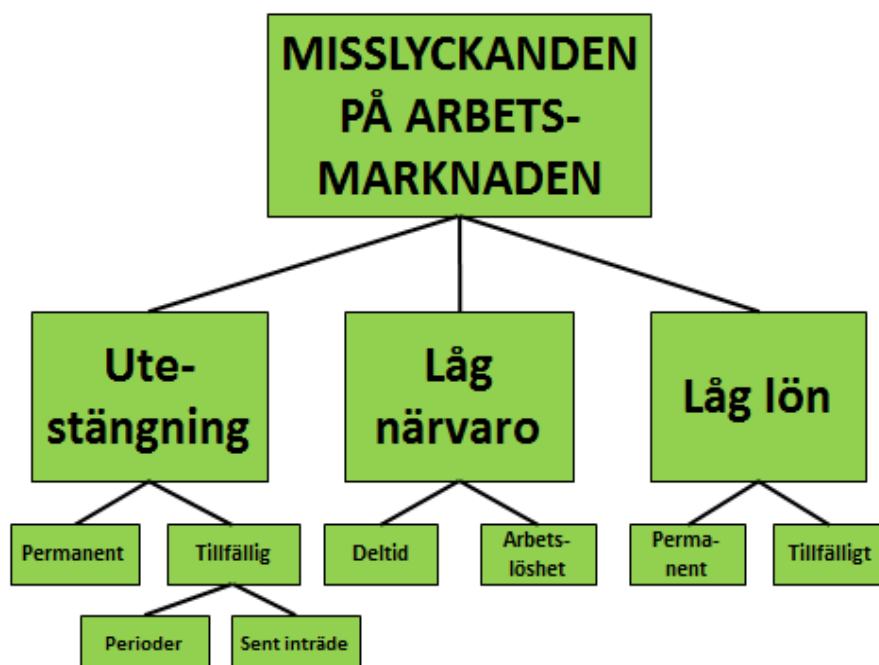 MISSLYCKANDEN
PÅ ARBETS-
MARKNADEN
Ute-
stängning
Låg
närvaro
Låg lön
Permanent
Tillfällig
Deltid
Arbets-
löshet
Perma-
nent
Tillfälligt
Perioder
Sent inträde